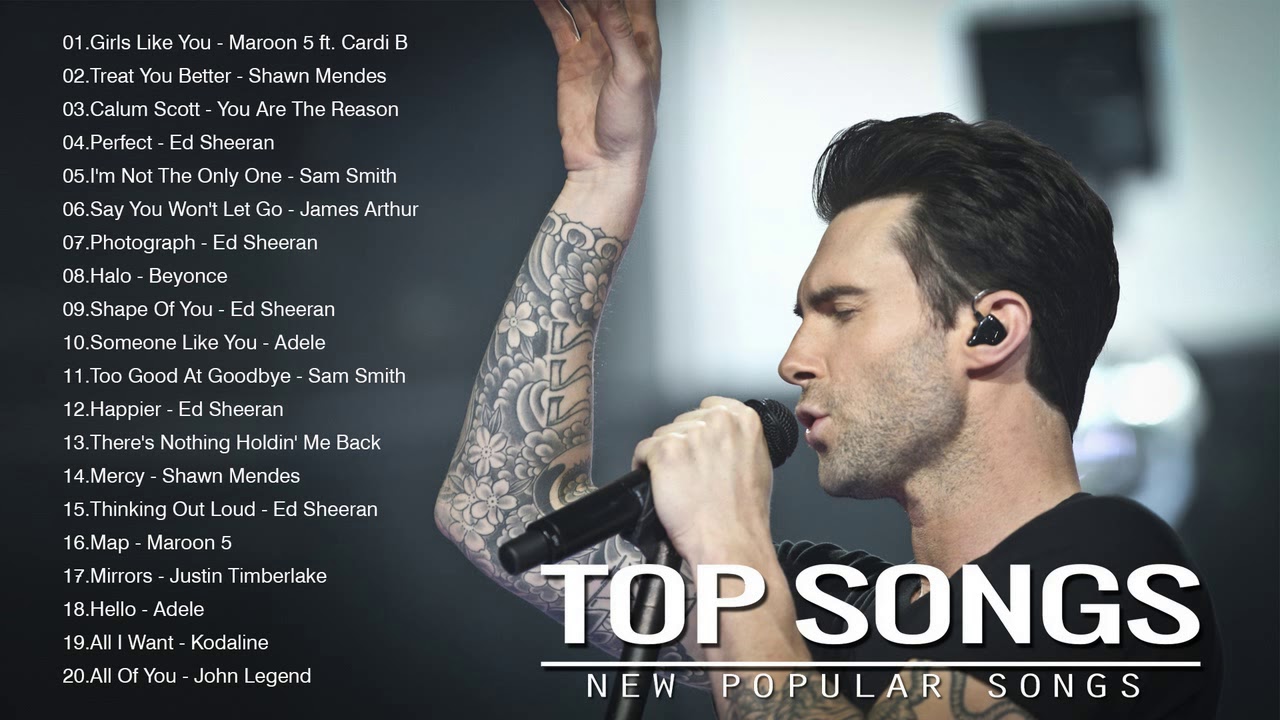 01.Girls Like You - Maroon 5 ft. Cardi B
02.Treat You Better - Shawn Mendes
03.Calum Scott - You Are The Reason
04.Perfect - Ed Sheeran
05.I'm Not The Only One - Sam Smith
06.Say You Won't Let Go - James Arthur
07.Photograph - Ed Sheeran
08.Halo - Beyonce
09.Shape Of You - Ed Sheeran
10.Someone Like You - Adele
11.Too Good At Goodbye - Sam Smith
12.Happier - Ed Sheeran
13.There's Nothing Holdin' Me Back
14.Mercy - Shawn Mendes
15.Thinking Out Loud - Ed Sheeran
16.Map - Maroon 5
17.Mirrors - Justin Timberlake
18.Hello - Adele
19.All I Want - Kodaline
20.All Of You - John Legend
TOP SONGS
NEW POPULAR SONGS